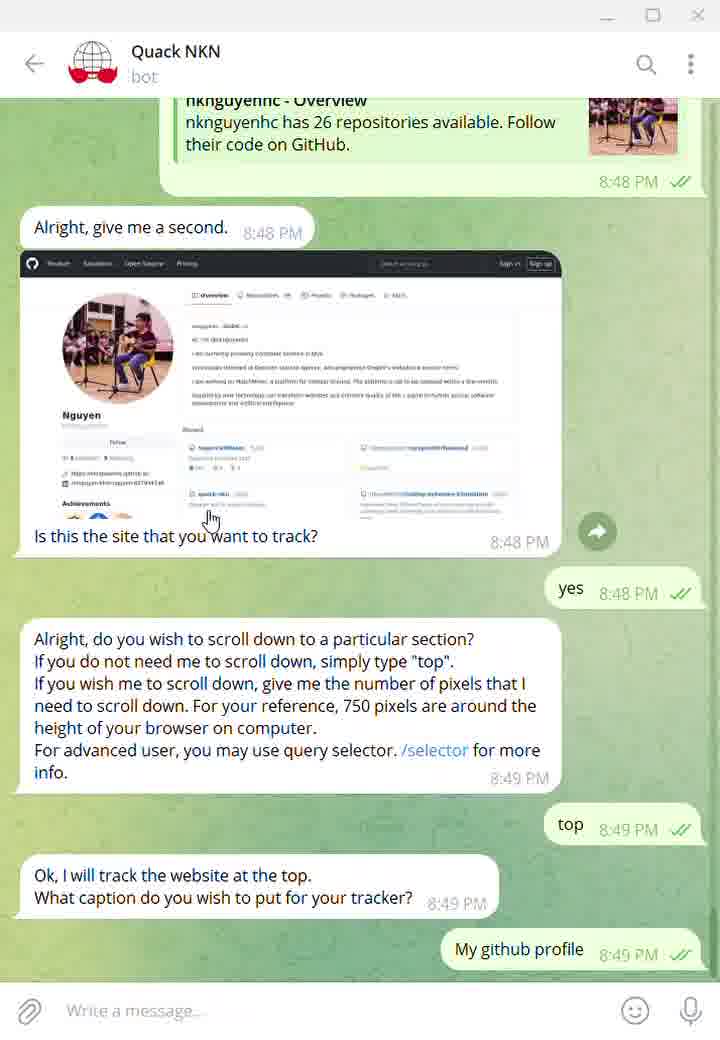 Quack NKN
bot
nknguyenhc - Overview
nknguyenhc has 26 repositories available. Follow
their code on GitHub.
8:48 PM
Alright, give me a second.
8:48 PM
Product Solutions Open Source Pricing
Sign in Sign up
Overview
Nguyen
Follow
Achievements
Pinned
quack-nkn
Is this the site that you want to track?
8:48 PM
yes
8:48 PM
Alright, do you wish to scroll down to a particular section?
If you do not need me to scroll down, simply type "top".
If you wish me to scroll down, give me the number of pixels that I
need to scroll down. For your reference, 750 pixels are around the
height of your browser on computer.
For advanced user, you may use query selector. /selector for more
info.
8:49 PM
top
8:49 PM
Ok, I will track the website at the top.
What caption do you wish to put for your tracker?
8:49 PM
My github profile
8:49 PM
Write a message...